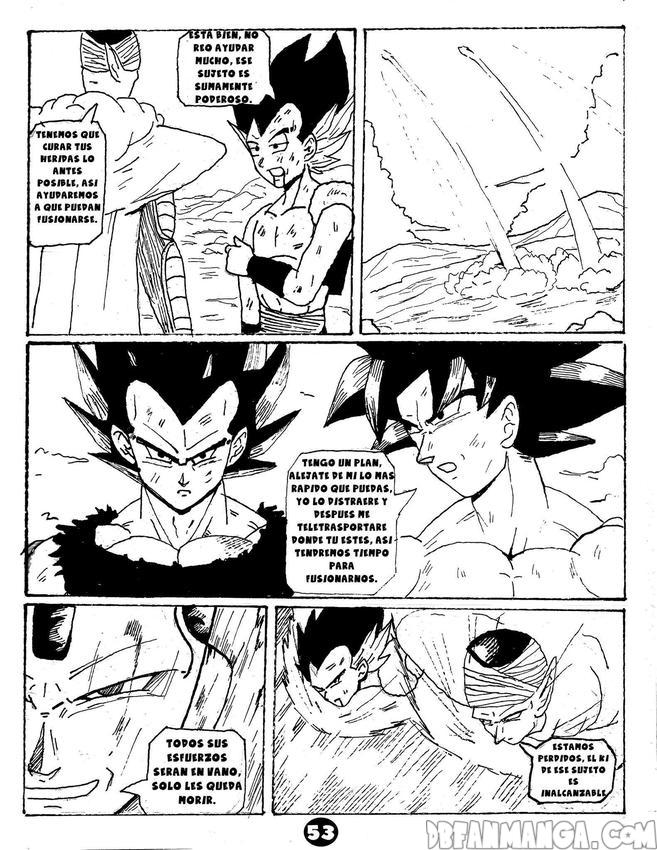 TENEMOS QUE
CURAR TUS
HERIDAS LO
ANTES
POSIBLE, ASI
AYUDAREMOS
A QUE PUEDAN
FUSIONARSE.
ESTÁ BIEN, NO
REO AYUDAR
MUCHO, ESE
SUJETO ES
SUMAMENTE
PODEROSO.
TENGO UN PLAN,
ALEJATE DE MI LO MAS
RAPIDO QUE PUEDAS,
YO LO DISTRAERE Y
DESPUES ME
TELETRASPORTARE
DONDE TU ESTES, ASI
TENDREMOS TIEMPO
PARA
FUSIONARNOS.
TODOS SUS
ESFUERZOS
SERAN EN VANO,
SOLO LES QUEDA
MORIR.
ESTAMOS
PERDIDOS, EL KI
DE ESE SUJETO ES
INALCANZABLE
53
DBFANMANGA.COM